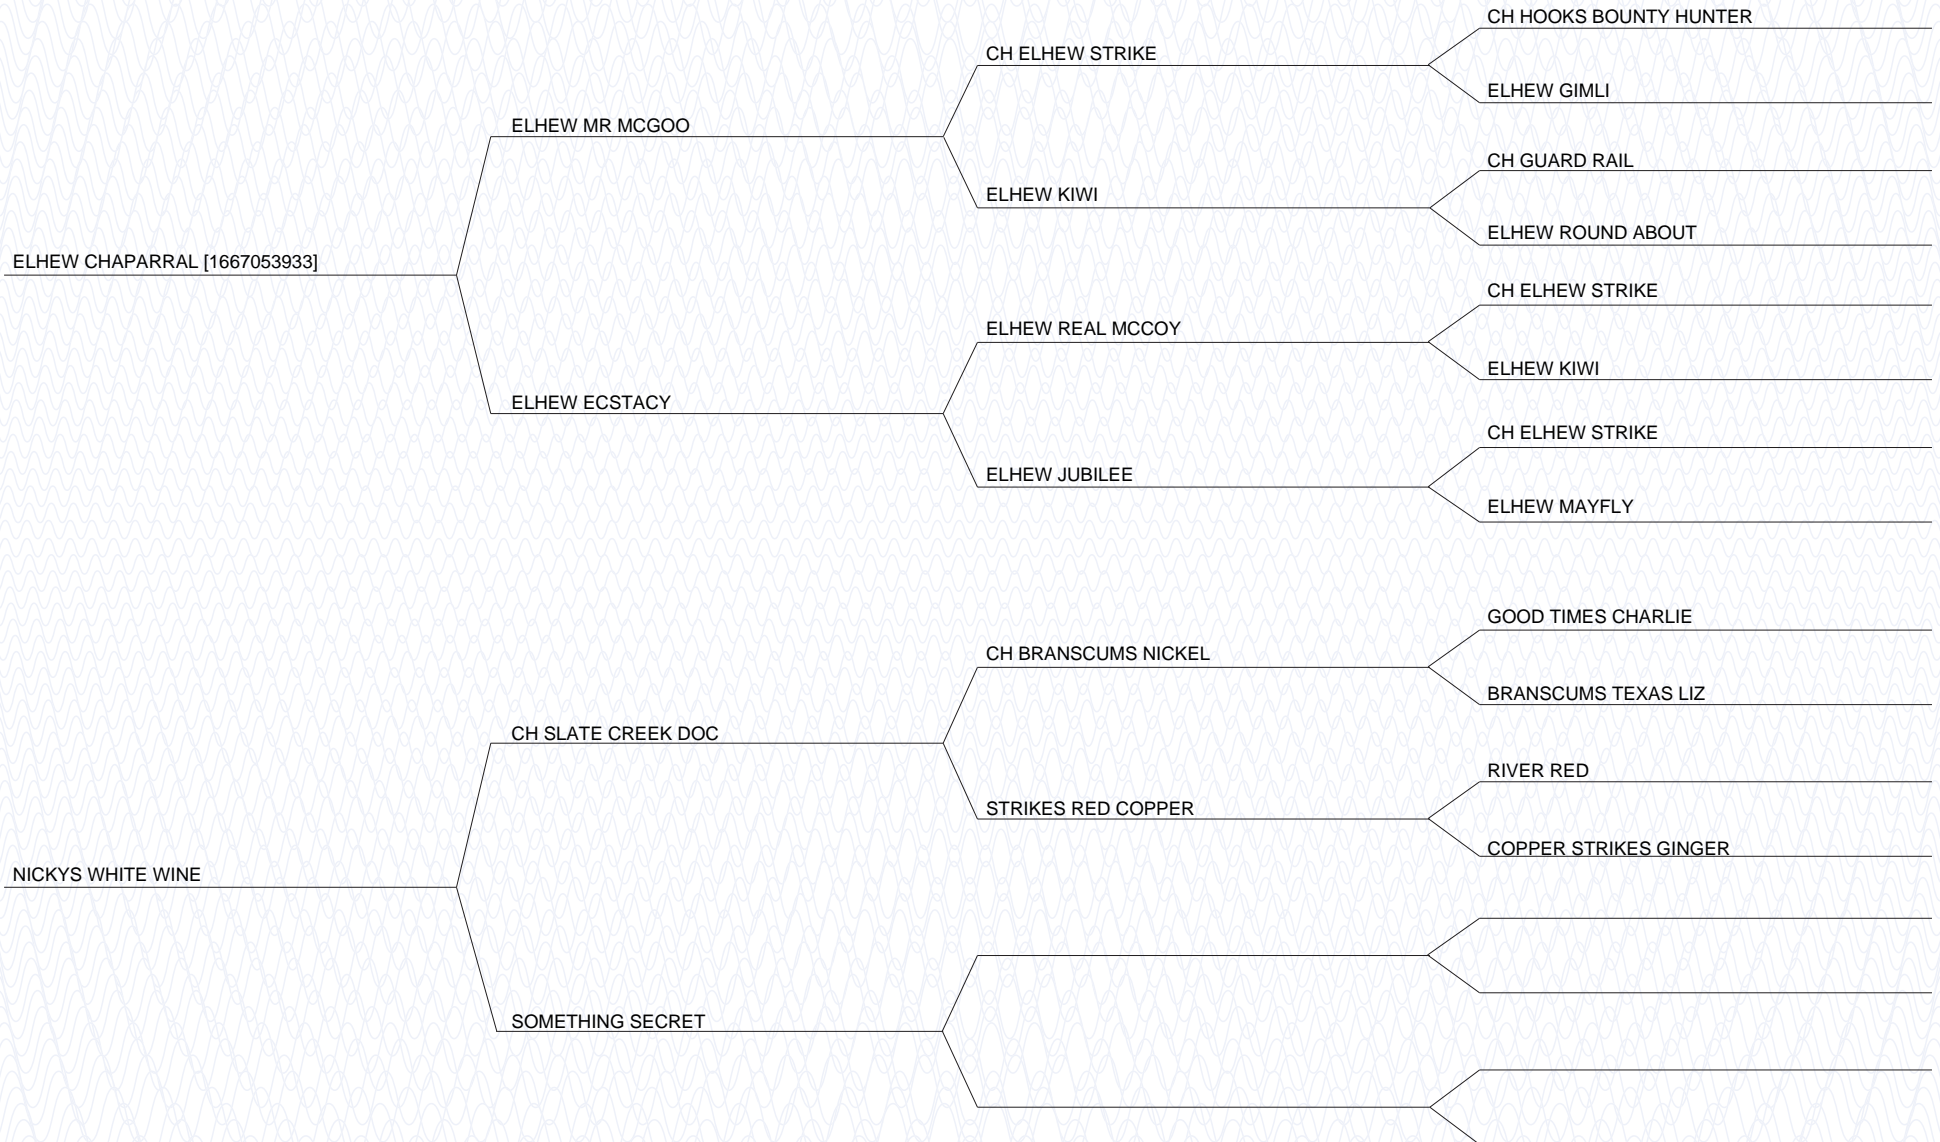 CH HOOKS BOUNTY HUNTER
CH ELHEW STRIKE
ELHEW GIMLI
ELHEW MR MCGOO
CH GUARD RAIL
ELHEW KIWI
ELHEW ROUND ABOUT
ELHEW CHAPARRAL [1667053933]
CH ELHEW STRIKE
ELHEW REAL MCCOY
ELHEW KIWI
ELHEW ECSTACY
CH ELHEW STRIKE
ELHEW JUBILEE
ELHEW MAYFLY
GOOD TIMES CHARLIE
CH BRANSCUMS NICKEL
BRANSCUMS TEXAS LIZ
CH SLATE CREEK DOC
RIVER RED
STRIKES RED COPPER
COPPER STRIKES GINGER
NICKYS WHITE WINE
SOMETHING SECRET